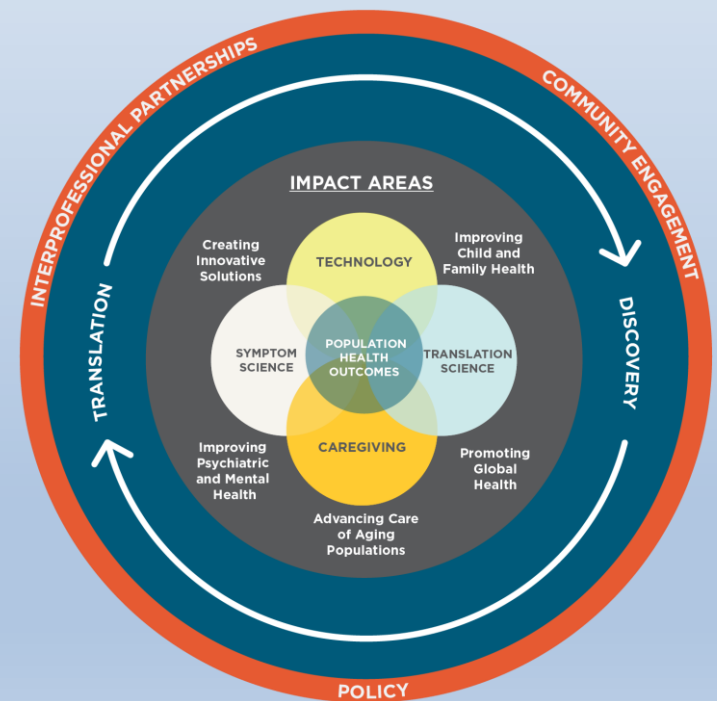 INTERPROFESSIONAL PARTNERSHIPS
COMMUNITY ENGAGEMENT
POLICY
TRANSLATION
DISCOVERY
IMPACT AREAS
Creating
Innovative
Solutions
Improving
Child and
Family Health
TECHNOLOGY
SYMPTOM
SCIENCE
POPULATION
HEALTH
OUTCOMES
TRANSLATION
SCIENCE
CAREGIVING
Improving
Psychiatric
and Mental
Health
Promoting
Global
Health
Advancing Care
of Aging
Populations